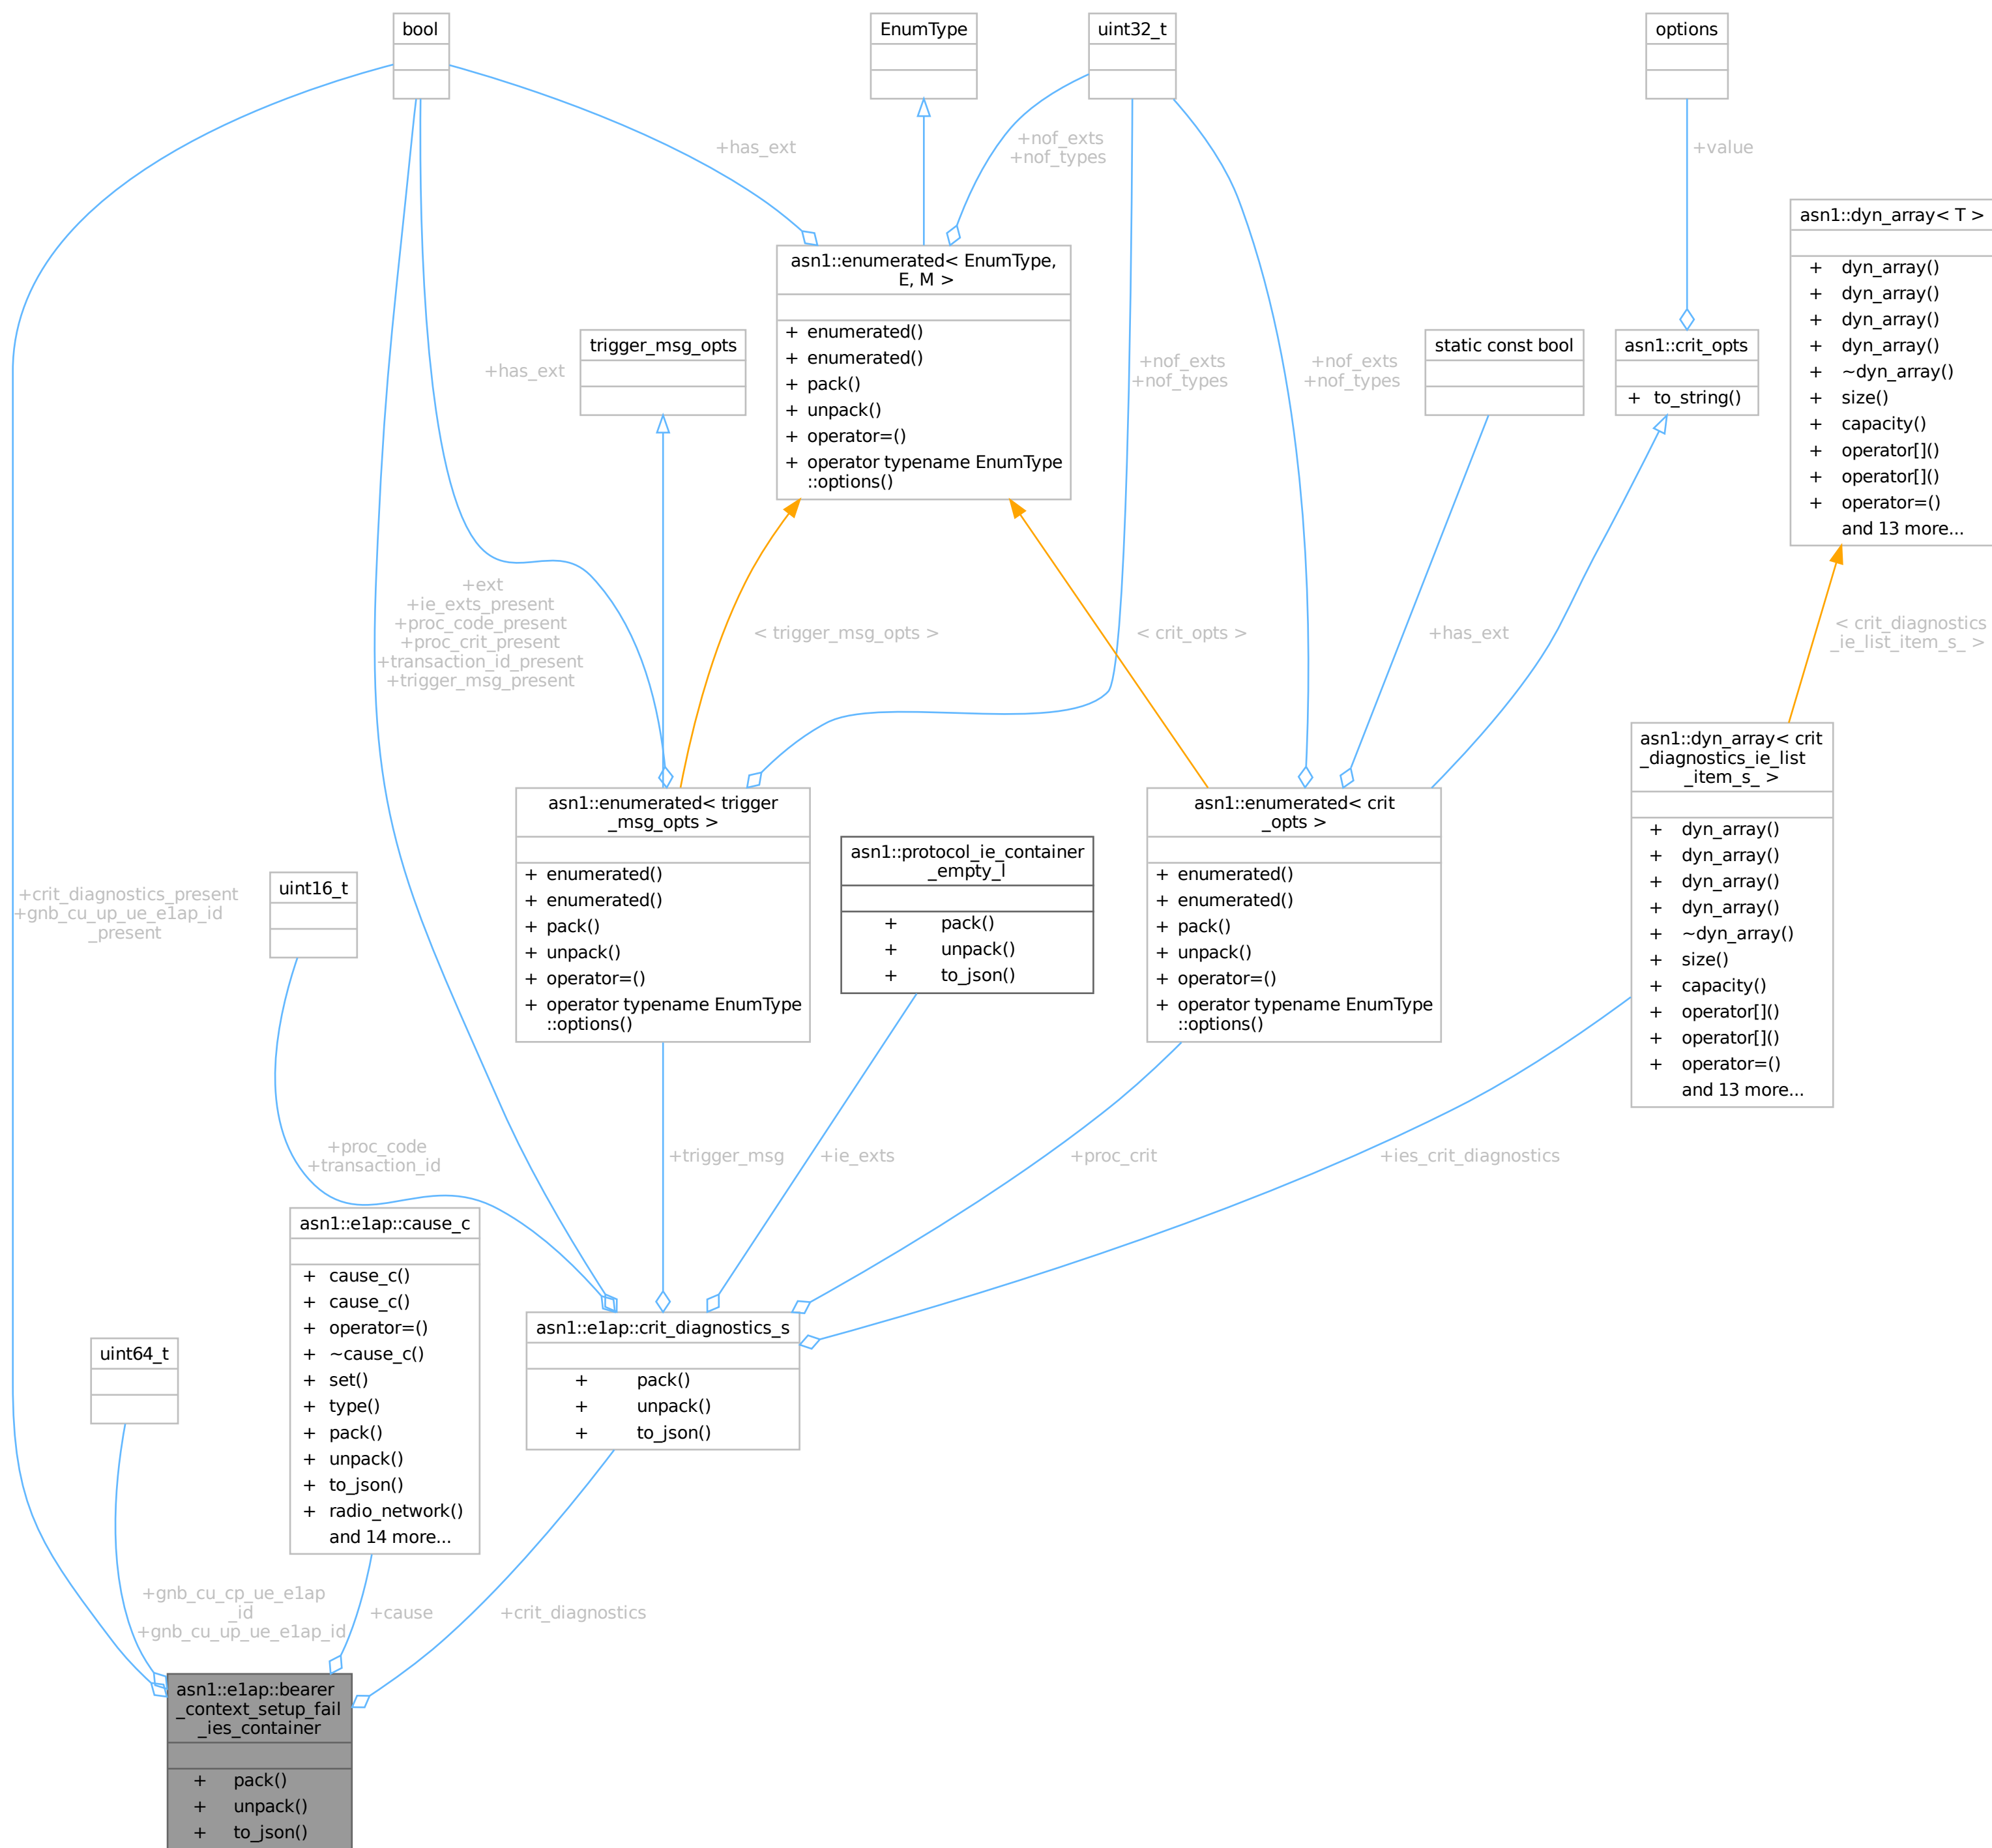 bool
EnumType
uint32_t
options
+has_ext
+nof_exts
+nof_types
+value
asn1::dyn_array< T >
+ dyn_array()
+ dyn_array()
+ dyn_array()
+ dyn_array()
+ ~dyn_array()
+ size()
+ capacity()
+ operator[]()
+ operator[]()
+ operator=()
and 13 more...
asn1::enumerated< EnumType,
E, M >
+ enumerated()
+ enumerated()
+ pack()
+ unpack()
+ operator=()
+ operator typename EnumType
::options()
trigger_msg_opts
static const bool
asn1::crit_opts
+ to_string()
+has_ext
+nof_exts
+nof_types
+nof_exts
+nof_types
+ext
+ie_exts_present
+proc_code_present
+proc_crit_present
+transaction_id_present
+trigger_msg_present
< trigger_msg_opts >
< crit_opts >
+has_ext
< crit_diagnostics
_ie_list_item_s_ >
asn1::dyn_array< crit
_diagnostics_ie_list
_item_s_ >
+ dyn_array()
+ dyn_array()
+ dyn_array()
+ dyn_array()
+ ~dyn_array()
+ size()
+ capacity()
+ operator[]()
+ operator[]()
+ operator=()
and 13 more...
asn1::enumerated< trigger
_msg_opts >
+ enumerated()
+ enumerated()
+ pack()
+ unpack()
+ operator=()
+ operator typename EnumType
::options()
asn1::protocol_ie_container
_empty_l
+ pack()
+ unpack()
+ to_json()
asn1::enumerated< crit
_opts >
+ enumerated()
+ enumerated()
+ pack()
+ unpack()
+ operator=()
+ operator typename EnumType
::options()
+crit_diagnostics_present
+gnb_cu_up_ue_e1ap_id
_present
uint16_t
+proc_code
+transaction_id
+trigger_msg
+ie_exts
+proc_crit
+ies_crit_diagnostics
asn1::e1ap::cause_c
+ cause_c()
+ cause_c()
+ operator=()
+ ~cause_c()
+ set()
+ type()
+ pack()
+ unpack()
+ to_json()
+ radio_network()
and 14 more...
asn1::e1ap::crit_diagnostics_s
+ pack()
+ unpack()
+ to_json()
uint64_t
+gnb_cu_cp_ue_e1ap
_id
+gnb_cu_up_ue_e1ap_id
+cause
+crit_diagnostics
asn1::e1ap::bearer
_context_setup_fail
_ies_container
+ pack()
+ unpack()
+ to_json()